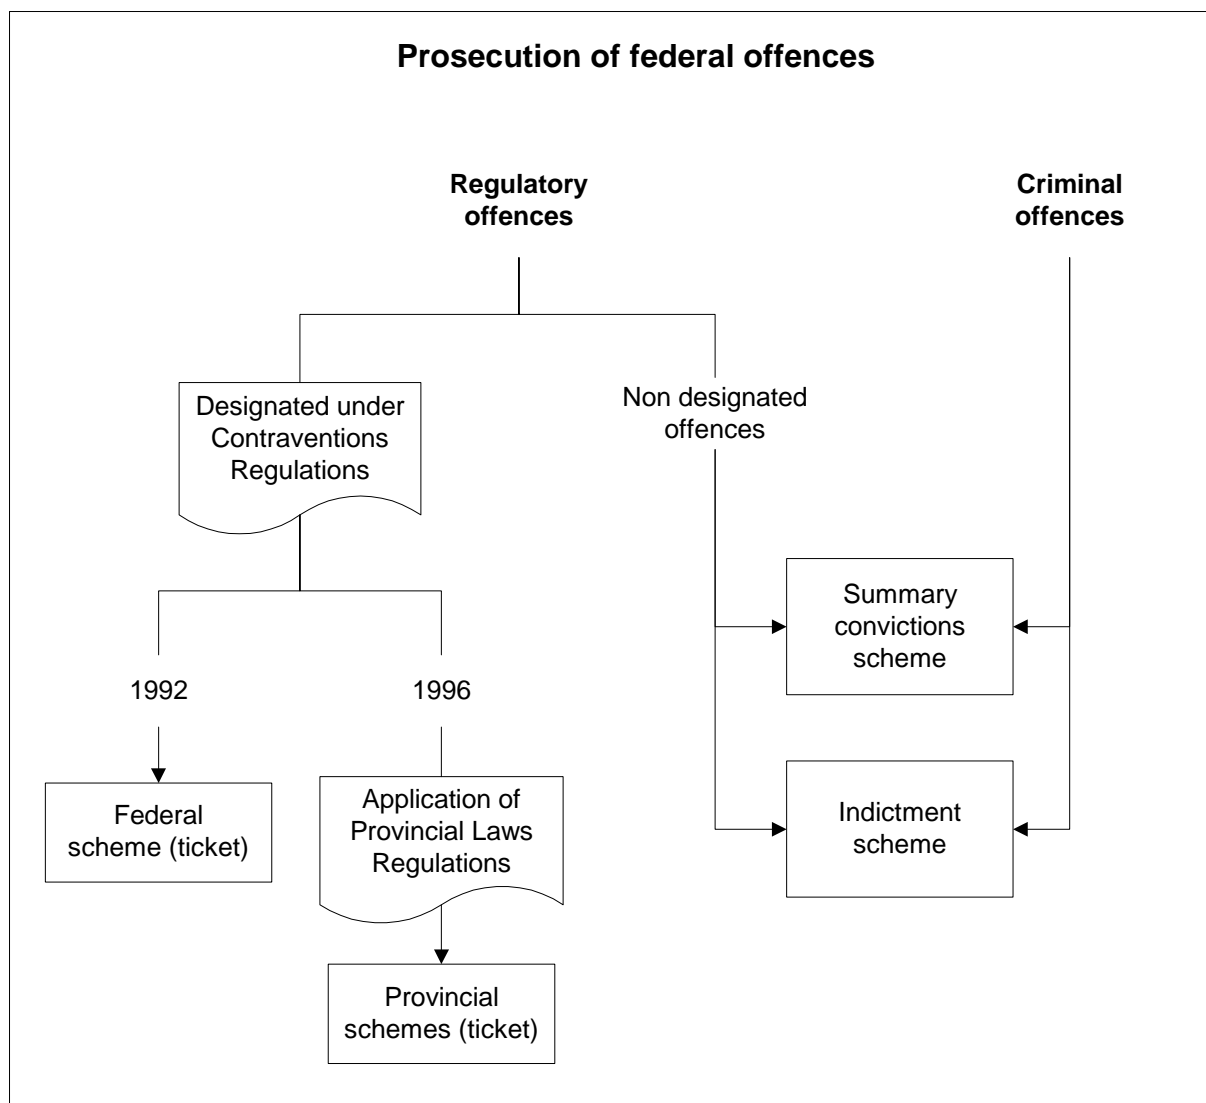 Prosecution of federal offences
Regulatory
offences
Criminal
offences
Designated under
Contraventions
Regulations
Non designated
offences
Summary
convictions
scheme
1992
1996
Federal
scheme (ticket)
Application of
Provincial Laws
Regulations
Indictment
scheme
Provincial
schemes (ticket)